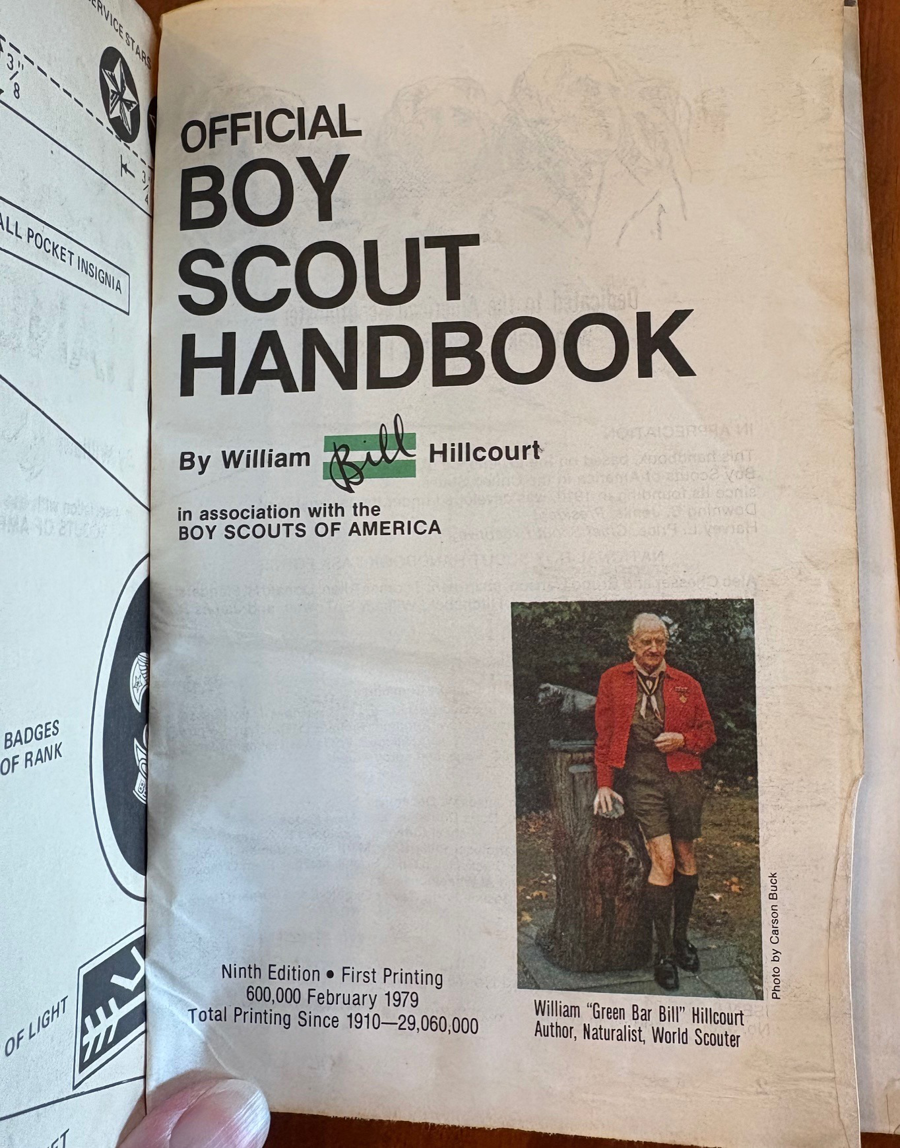 SERVICE STARS
3"
8
3
4
ALL POCKET INSIGNIA
BADGES
OF RANK
OF LIGHT
OFFICIAL
BOY
SCOUT
HANDBOOK
By William Bill Hillcourt
in association with the
BOY SCOUTS OF AMERICA
Photo by Carson Buck
William "Green Bar Bill" Hillcourt
Author, Naturalist, World Scouter
Ninth Edition • First Printing
600,000 February 1979
Total Printing Since 1910—29,060,000